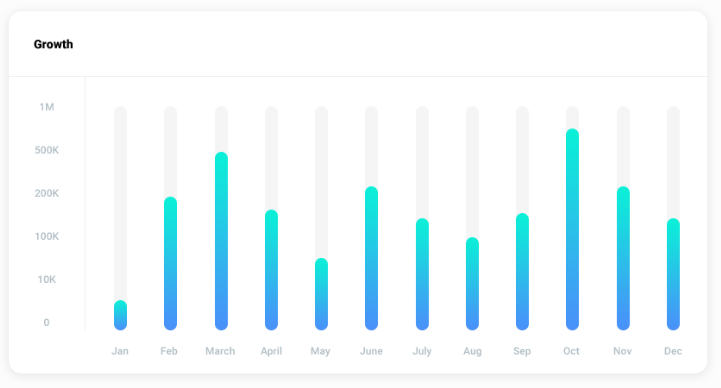 Growth
1M
500K
200K
100K
10K
0
Jan Feb March April May June July Aug Sep Oct Nov Dec